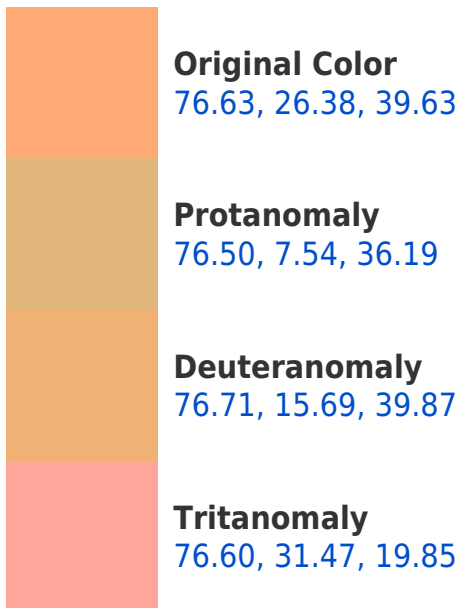 Original Color
76.63, 26.38, 39.63
Protanomaly
76.50, 7.54, 36.19
Deuteranomaly
76.71, 15.69, 39.87
Tritanomaly
76.60, 31.47, 19.85